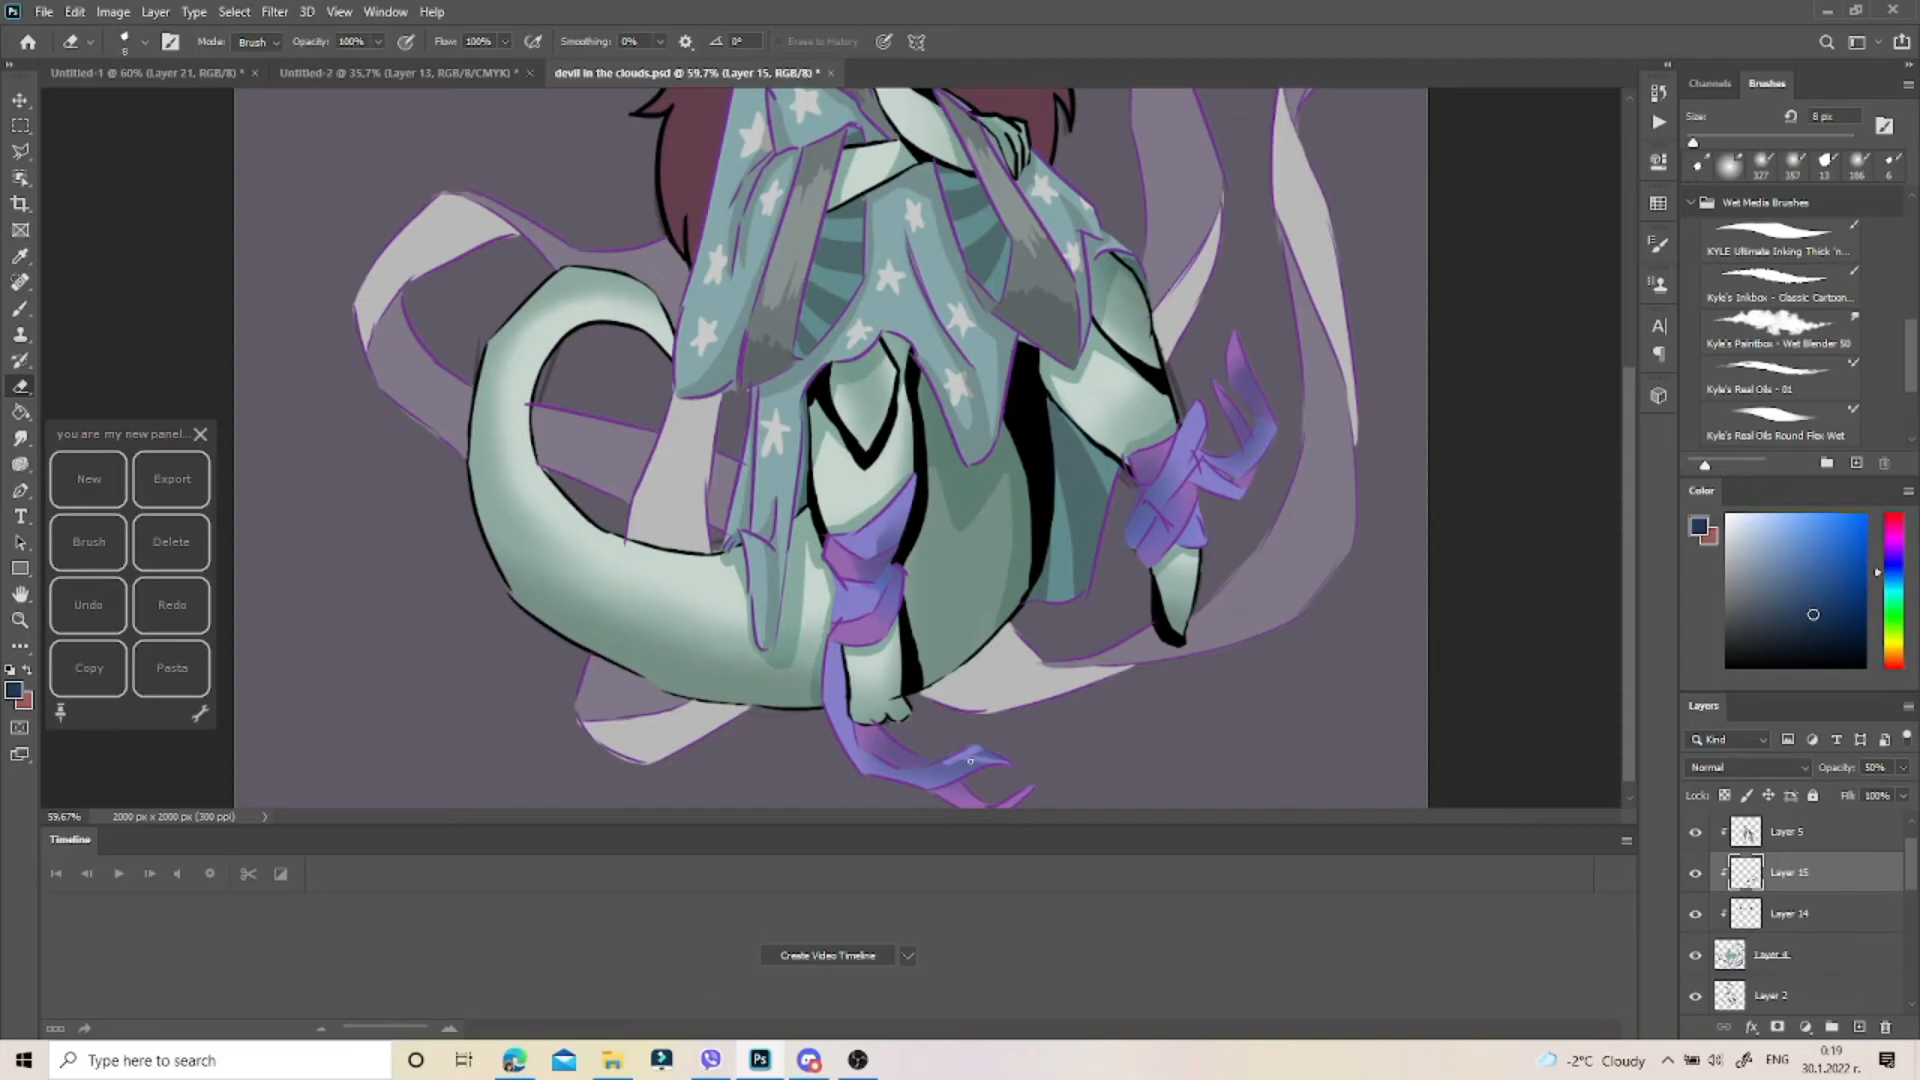 Ps File Edit Image Layer Type Select Filter 3D View Window Help
8 Mode: Brush Opacity: 100% Flow: 100% Smoothing: 0% 0° Erase to History
Untitled-1 @ 60% (Layer 21, RGB/8) * × Untitled-2 @ 35,7% (Layer 13, RGB/8/CMYK) * × devil in the clouds.psd @ 59,7% (Layer 15, RGB/8) * ×
Channels Brushes
Size: 8 px
327 357 13 186 6
Wet Media Brushes
KYLE Ultimate Inking Thick 'n...
Kyle's Inkbox - Classic Cartoon...
Kyle's Paintbox - Wet Blender 50
Kyle's Real Oils - 01
Kyle's Real Oils Round Flex Wet
you are my new panel...
New Export
Brush Delete
Undo Redo
Copy Pasta
Color
Layers
Kind
Normal Opacity: 50%
Lock: Fill: 100%
Layer 5
Layer 15
Layer 14
Layer 4
Layer 2
59,67% 2000 px x 2000 px (300 ppi)
Timeline
Create Video Timeline
Type here to search
Ps
-2°C Cloudy
ENG
0:19
30.1.2022 г.